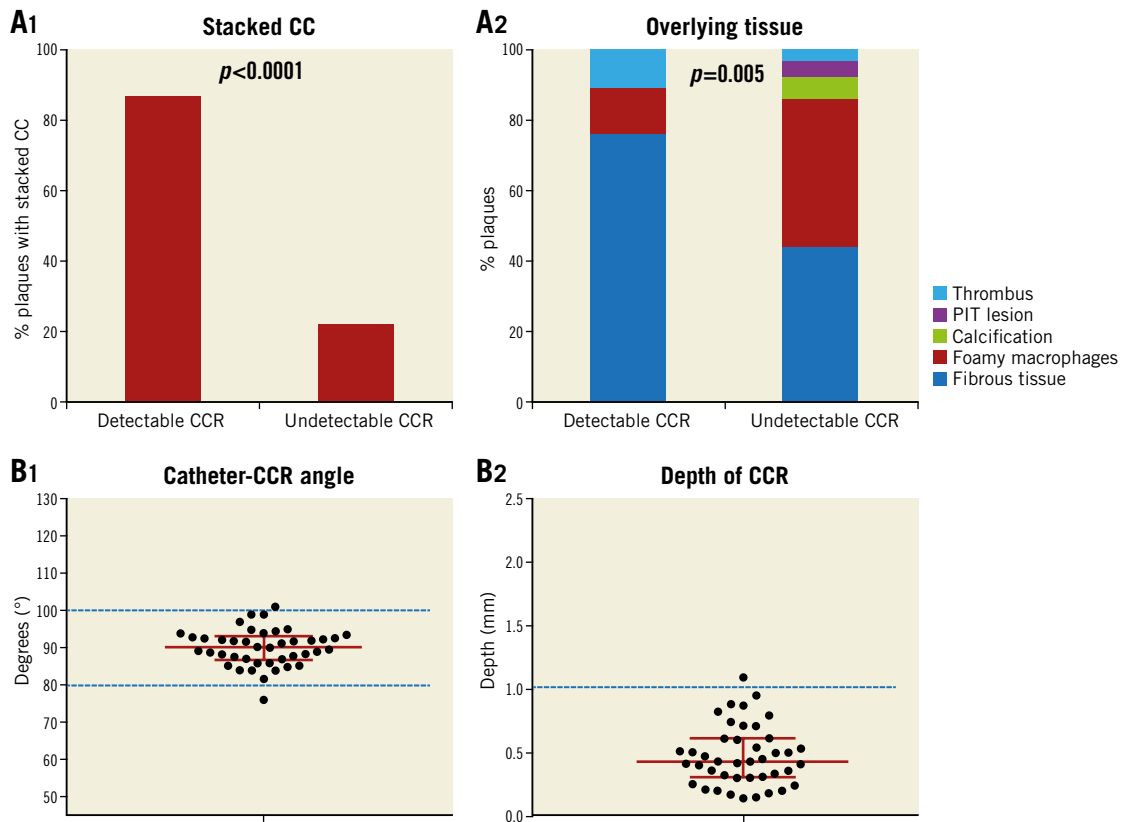 A1
Stacked CC
p<0.0001
% plaques with stacked CC
100
80
60
40
20
0
Detectable CCR
Undetectable CCR
A2
Overlying tissue
p=0.005
% plaques
100
80
60
40
20
0
Detectable CCR
Undetectable CCR
Thrombus
PIT lesion
Calcification
Foamy macrophages
Fibrous tissue
B1
Catheter-CCR angle
Degrees (°)
130
120
110
100
90
80
70
60
50
B2
Depth of CCR
Depth (mm)
2.5
2.0
1.5
1.0
0.5
0.0